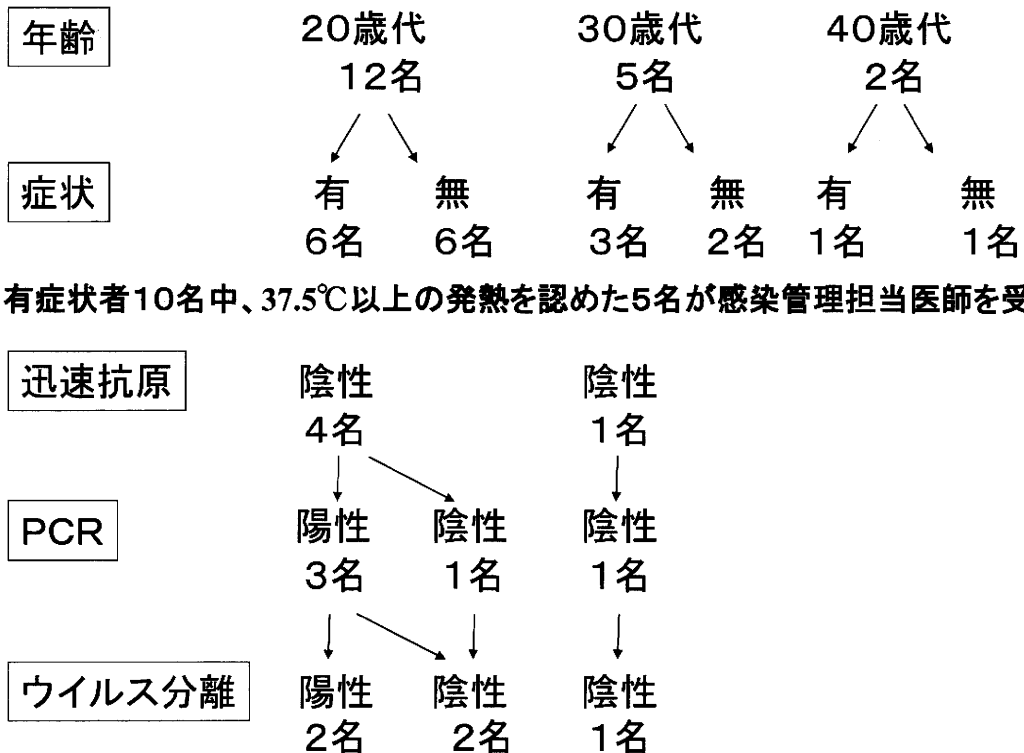 年齢 20歳代 30歳代 40歳代
12名 5名 2名
症状 有 無 有 無 有 無
6名 6名 3名 2名 1名 1名
有症状者10名中、37.5℃以上の発熱を認めた5名が感染管理担当医師を受
迅速抗原 陰性 陰性
4名 1名
PCR 陽性 陰性 陰性
3名 1名 1名
ウイルス分離 陽性 陰性 陰性
2名 2名 1名